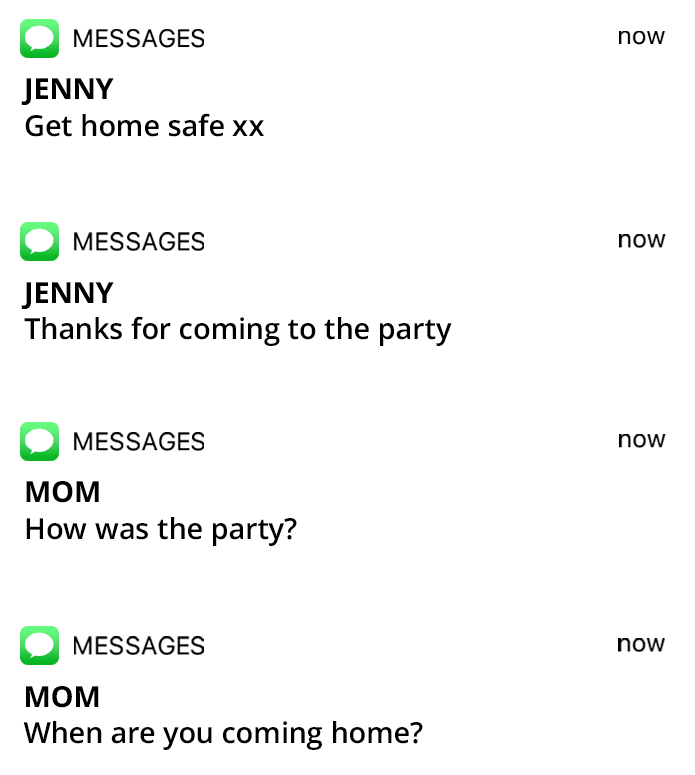 MESSAGES now
JENNY
Get home safe xx
MESSAGES now
JENNY
Thanks for coming to the party
MESSAGES now
MOM
How was the party?
MESSAGES now
MOM
When are you coming home?